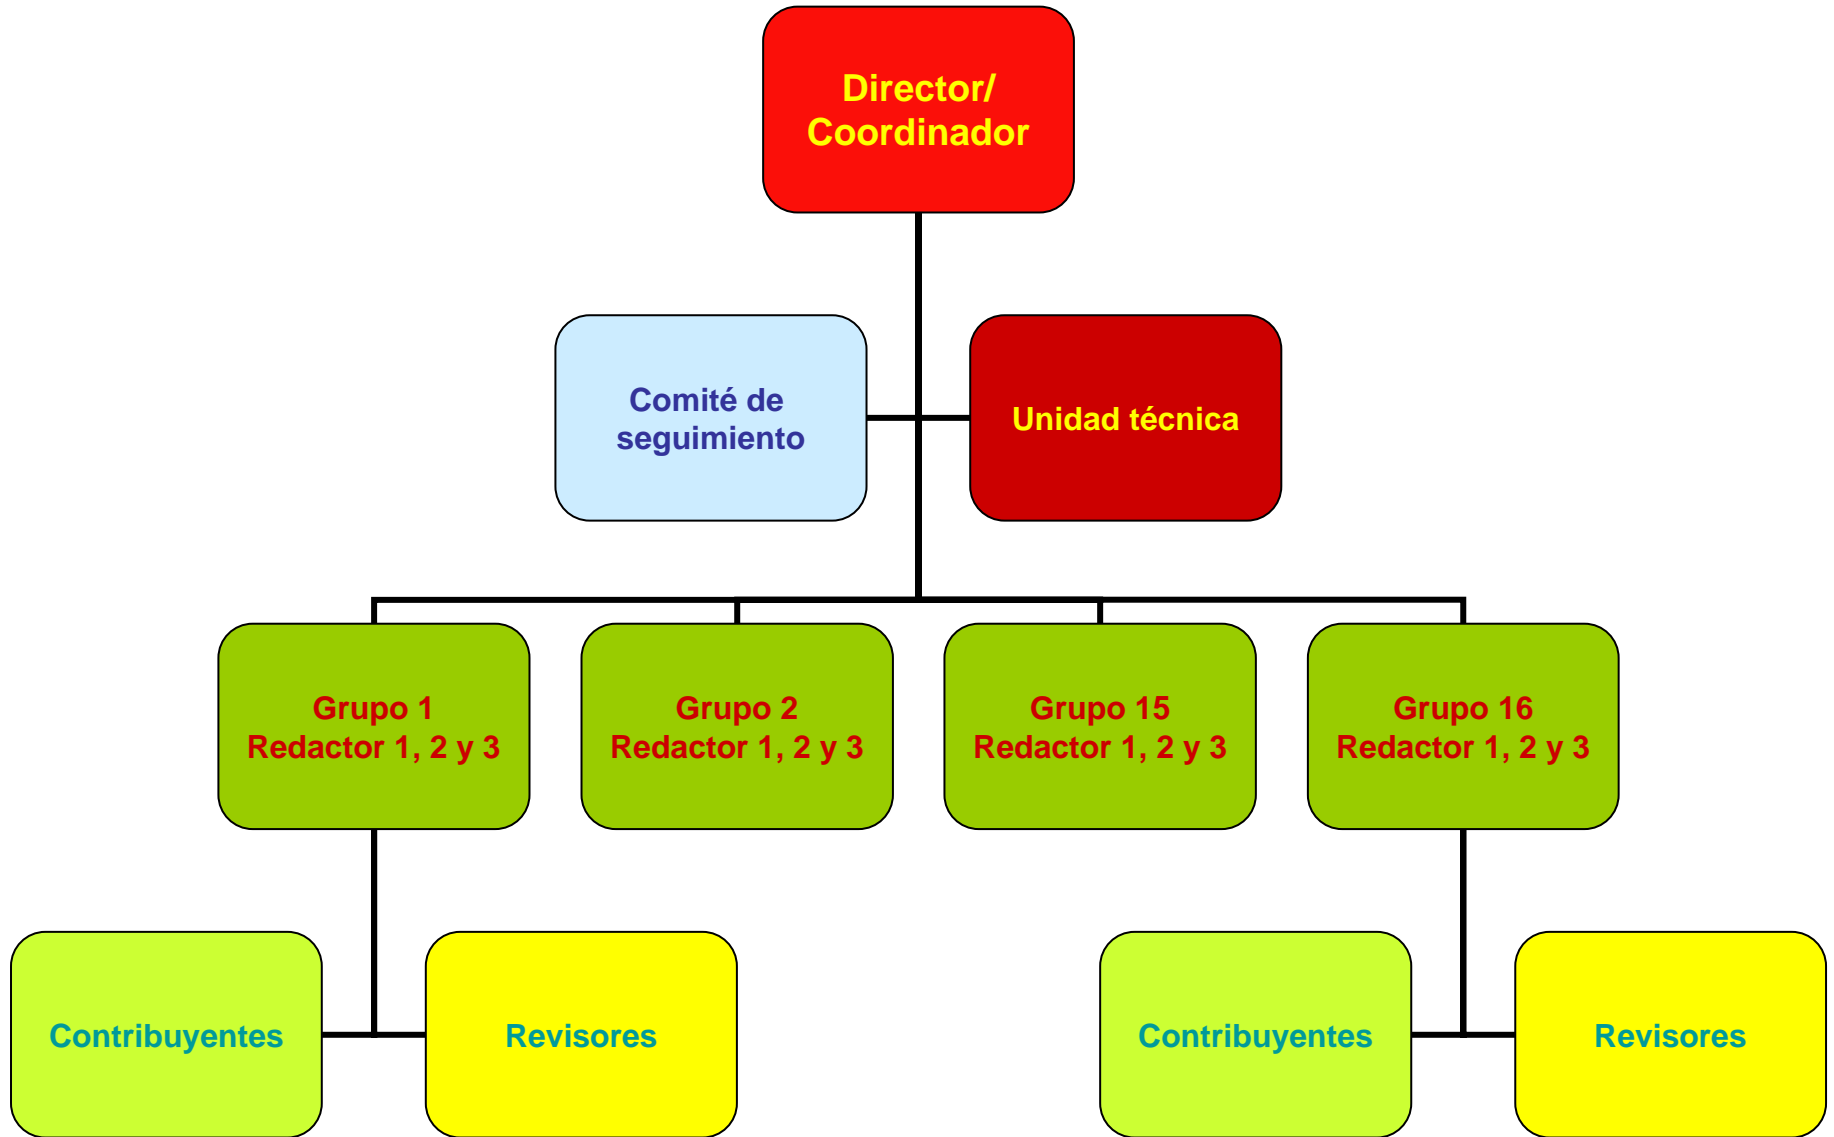 Director/
Coordinador
Comité de
seguimiento
Unidad técnica
Grupo 1
Redactor 1, 2 y 3
Grupo 2
Redactor 1, 2 y 3
Grupo 15
Redactor 1, 2 y 3
Grupo 16
Redactor 1, 2 y 3
Contribuyentes
Revisores
Contribuyentes
Revisores